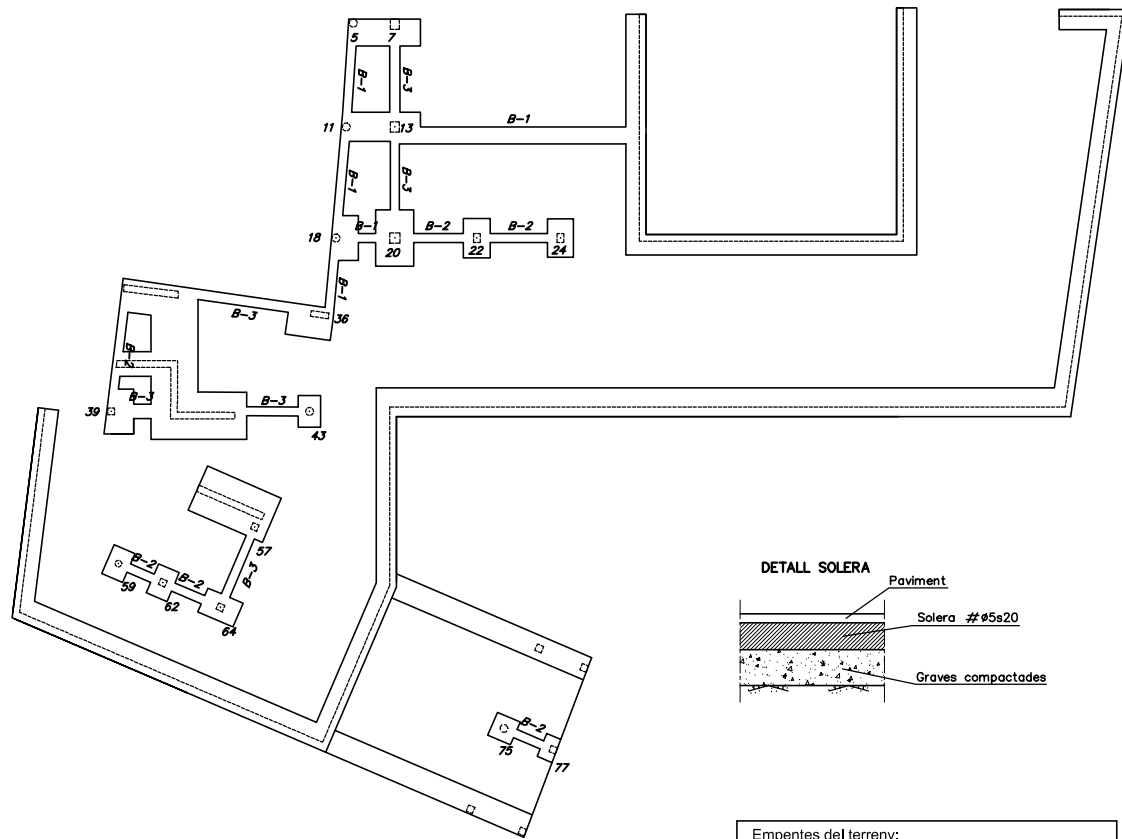 5
7
B-1
B-3
11
13
B-1
B-1
B-3
18
B-1
B-2
B-2
20
22
24
B-1
B-3
36
B-2
B-3
39
B-3
43
57
B-2
B-2
B-3
59
62
64
B-2
75
77
DETALL SOLERA
Paviment
Solera #ø5s20
Graves compactades
Empentes del terreny: